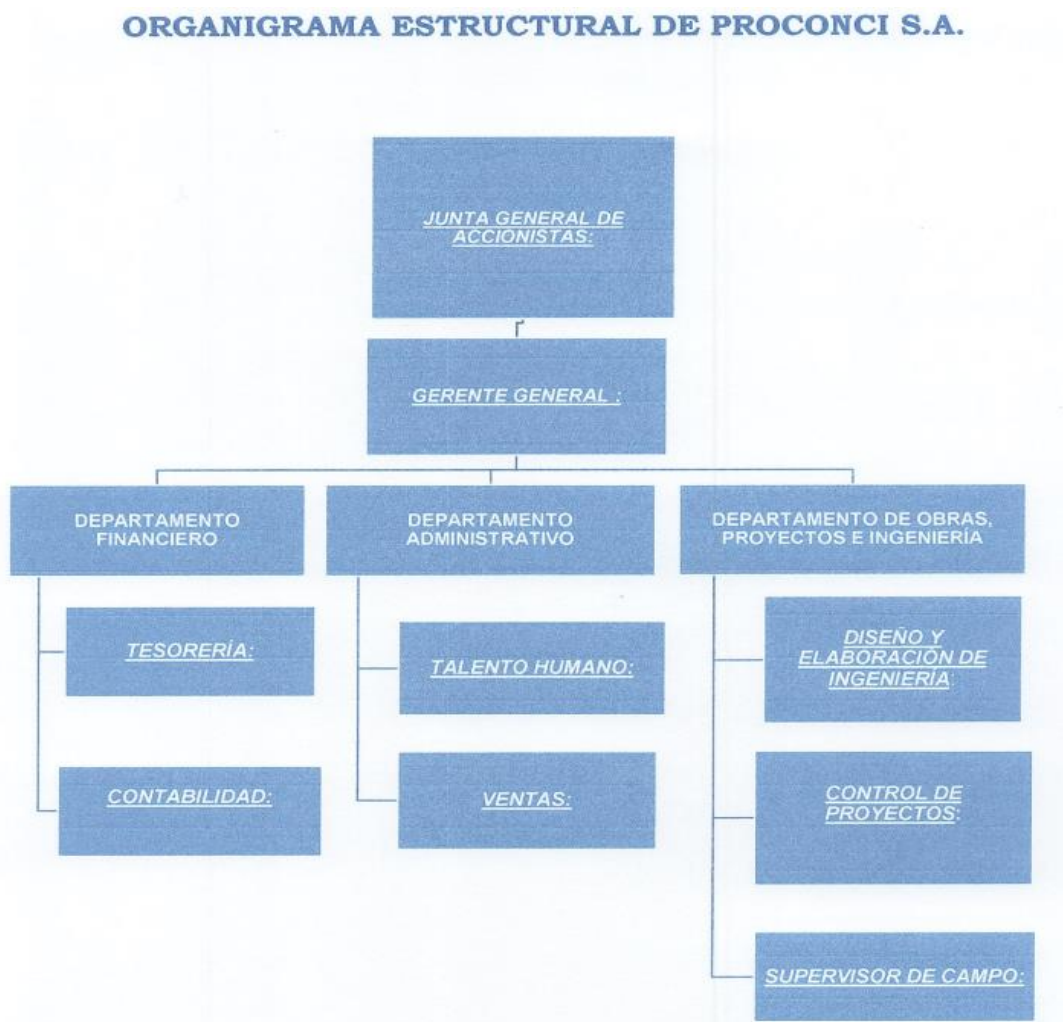 ORGANIGRAMA ESTRUCTURAL DE PROCONCI S.A.
JUNTA GENERAL DE
ACCIONISTAS:
GERENTE GENERAL :
DEPARTAMENTO
FINANCIERO
DEPARTAMENTO
ADMINISTRATIVO
DEPARTAMENTO DE OBRAS,
PROYECTOS E INGENIERÍA
TESORERÍA:
CONTABILIDAD:
TALENTO HUMANO:
VENTAS:
DISEÑO Y
ELABORACIÓN DE
INGENIERÍA:
CONTROL DE
PROYECTOS:
SUPERVISOR DE CAMPO: